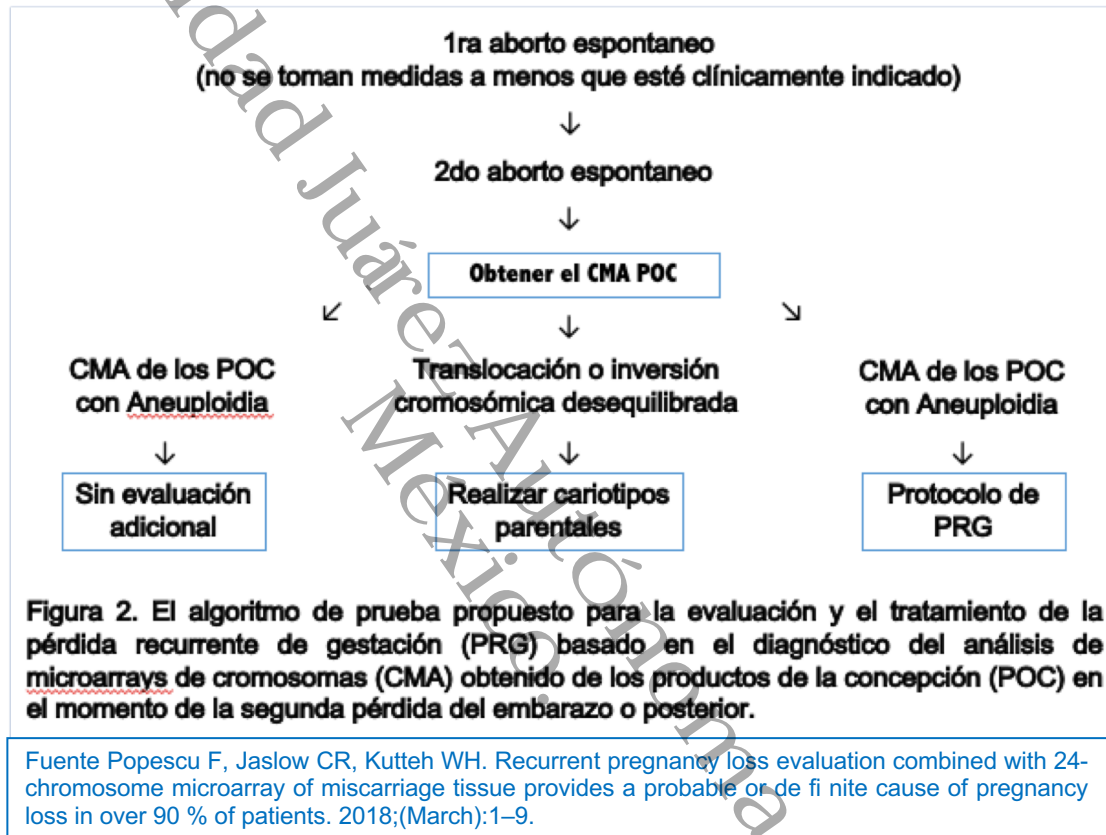 1ra aborto espontaneo
(no se toman medidas a menos que esté clínicamente indicado)
↓
2do aborto espontaneo
↓
Obtener el CMA POC
↙ ↓ ↘
CMA de los POC
con Aneuploidia
↓
Sin evaluación
adicional
Translocación o inversión
cromosómica desequilibrada
↓
Realizar cariotipos
parentales
CMA de los POC
con Aneuploidia
↓
Protocolo de
PRG
Figura 2. El algoritmo de prueba propuesto para la evaluación y el tratamiento de la
pérdida recurrente de gestación (PRG) basado en el diagnóstico del análisis de
microarrays de cromosomas (CMA) obtenido de los productos de la concepción (POC) en
el momento de la segunda pérdida del embarazo o posterior.
Fuente Popescu F, Jaslow CR, Kutteh WH. Recurrent pregnancy loss evaluation combined with 24-
chromosome microarray of miscarriage tissue provides a probable or de fi nite cause of pregnancy
loss in over 90 % of patients. 2018;(March):1–9.
Juárez Autónoma
México.